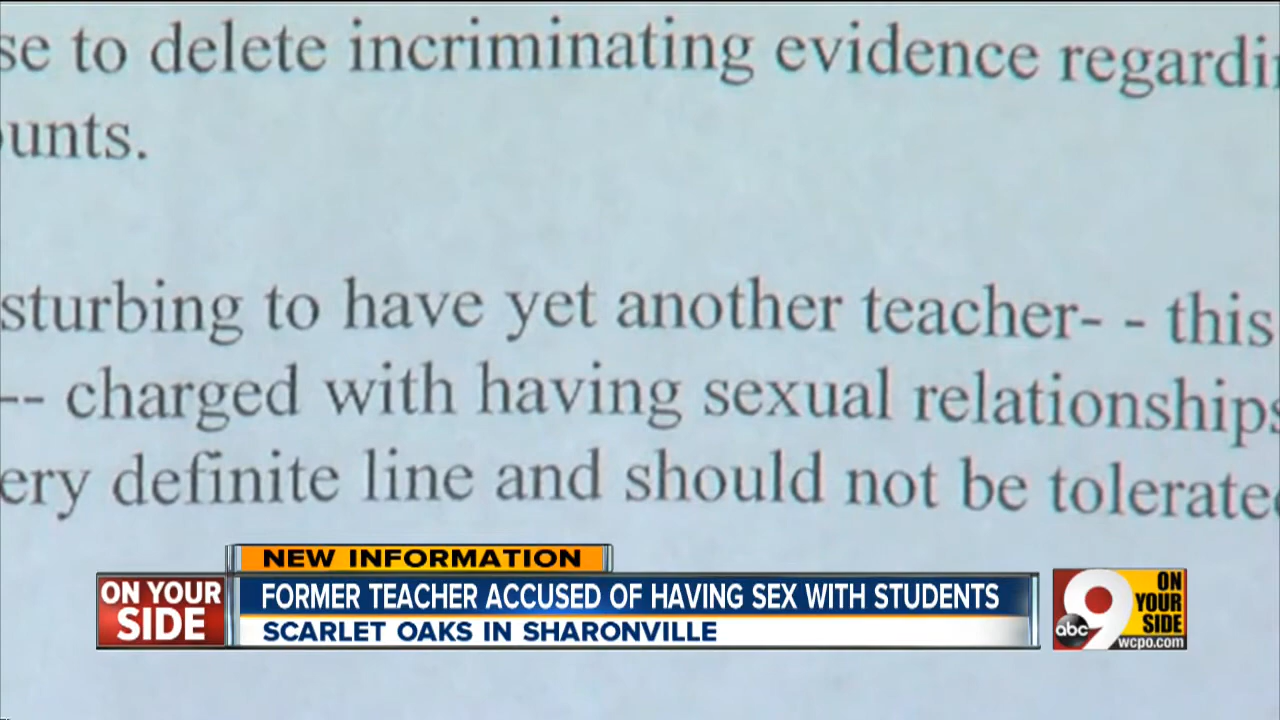 se to delete incriminating evidence regardi
unts.
sturbing to have yet another teacher- - this
-- charged with having sexual relationships
ery definite line and should not be tolerated
NEW INFORMATION
ON YOUR
SIDE
FORMER TEACHER ACCUSED OF HAVING SEX WITH STUDENTS
SCARLET OAKS IN SHARONVILLE
9
abc
ON
YOUR
SIDE
wcpo.com